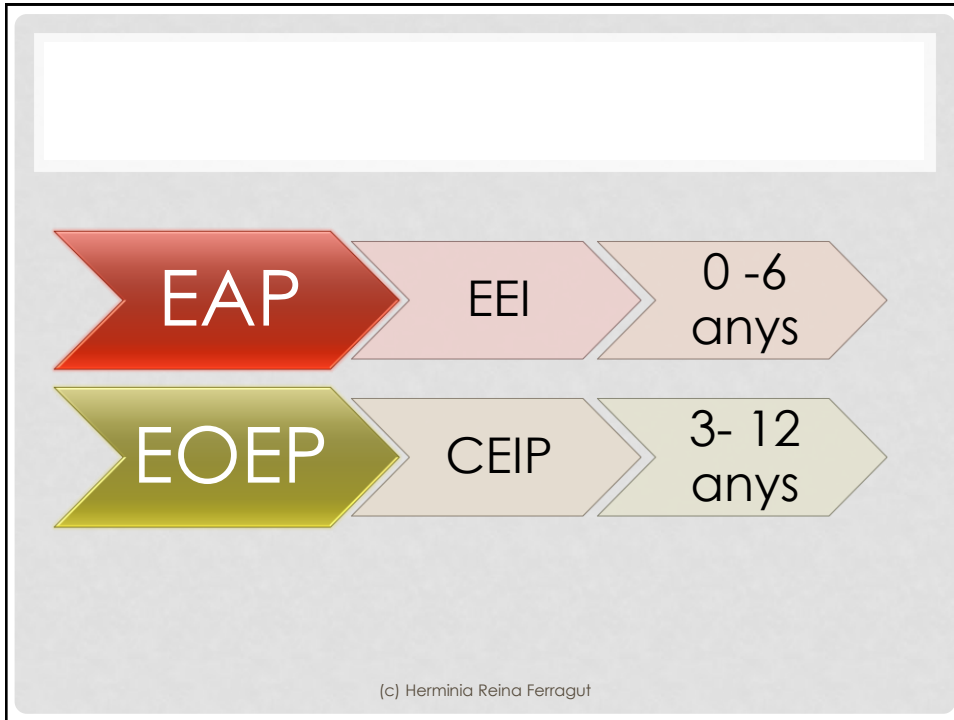 EAP
EEI
0 -6
anys
EOEP
CEIP
3- 12
anys
(c) Herminia Reina Ferragut